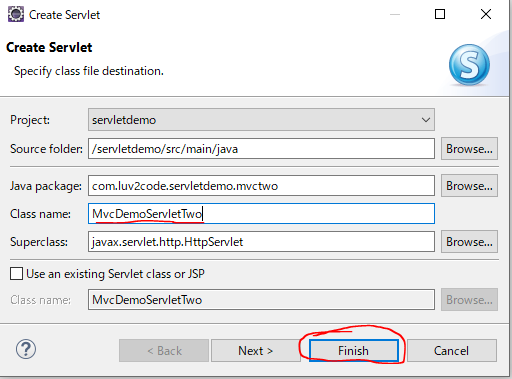 Create Servlet
Create Servlet
Specify class file destination.
S
Project: servletdemo
Source folder: /servletdemo/src/main/java Browse...
Java package: com.luv2code.servletdemo.mvctwo Browse...
Class name: MvcDemoServletTwo
Superclass: javax.servlet.http.HttpServlet Browse...
Use an existing Servlet class or JSP
Class name: MvcDemoServletTwo Browse...
? < Back Next > Finish Cancel